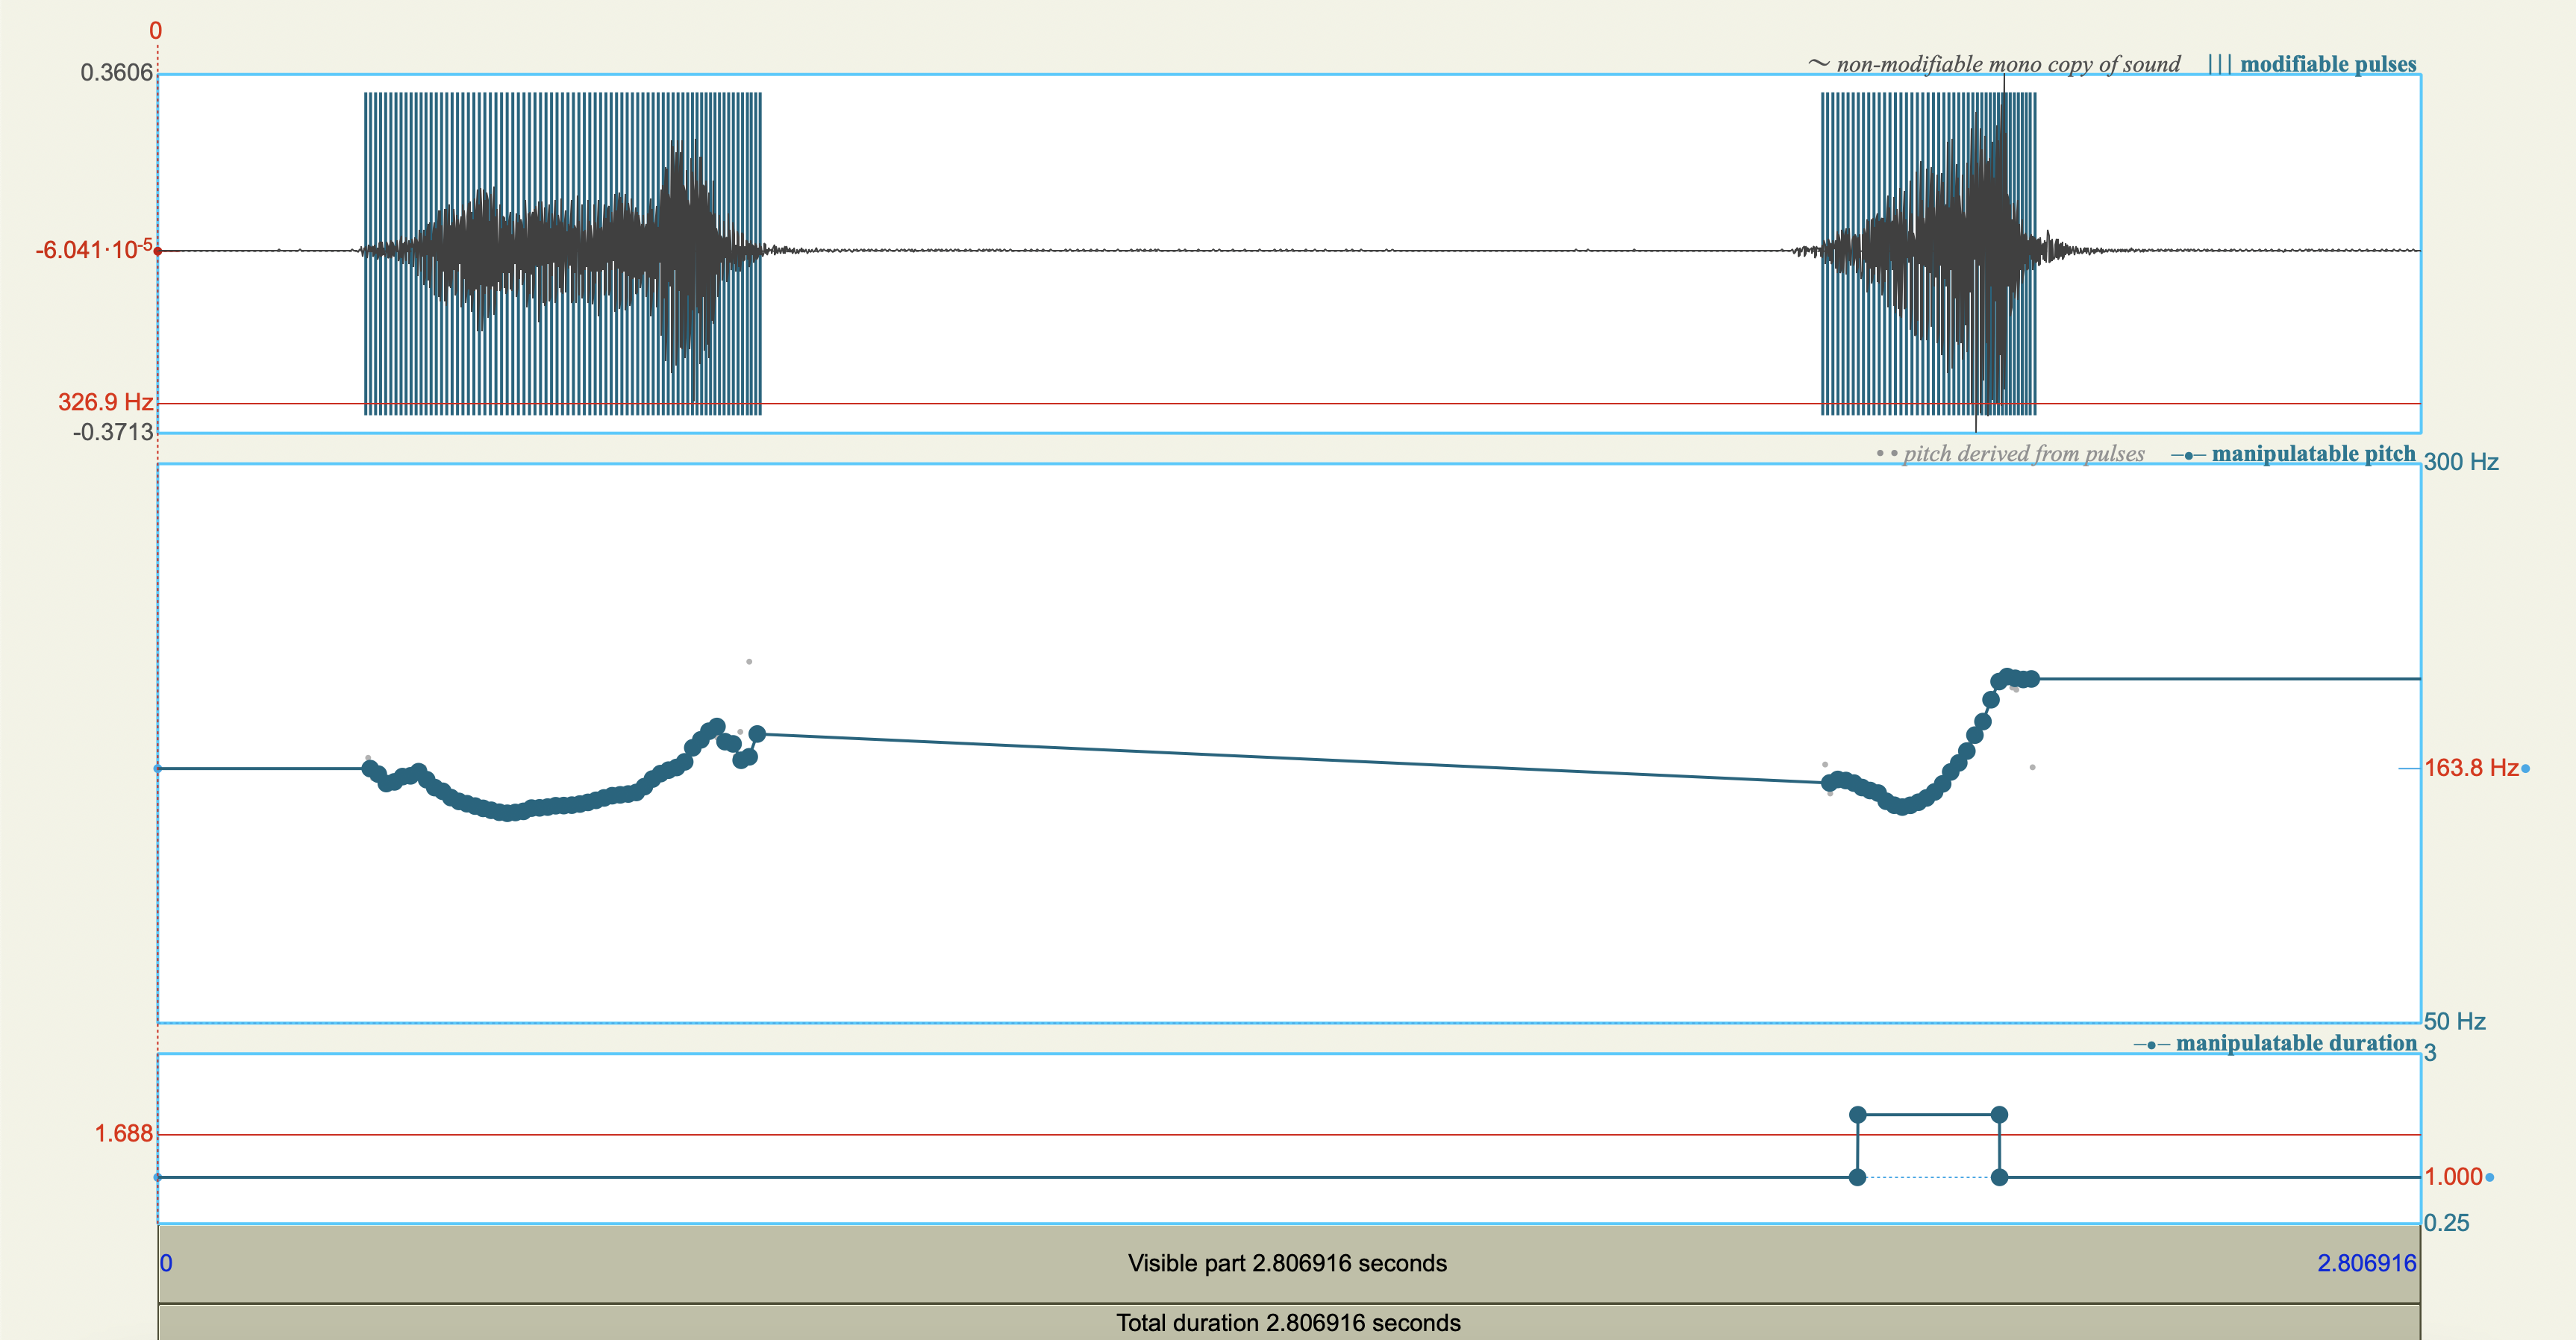 0
0.3606
~ non-modifiable mono copy of sound ||| modifiable pulses
-6.041·10⁻⁵
326.9 Hz
-0.3713
•• pitch derived from pulses –●– manipulatable pitch
300 Hz
163.8 Hz
50 Hz
–●– manipulatable duration
3
1.688
1.000
0.25
0 Visible part 2.806916 seconds 2.806916
Total duration 2.806916 seconds